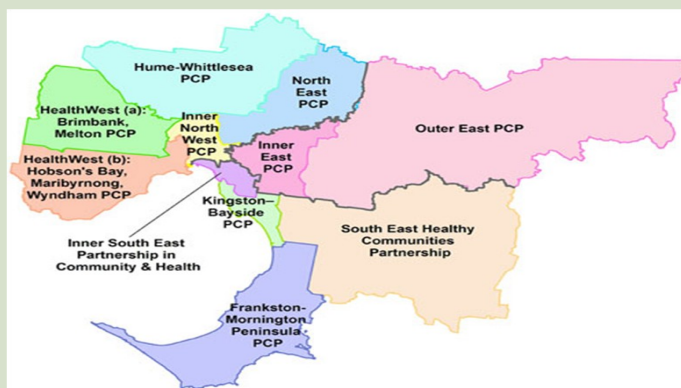 Hume-Whittlesea
PCP
North
East
PCP
HealthWest (a):
Brimbank,
Melton PCP
Inner
North
West
PCP
Outer East PCP
Inner
East
PCP
HealthWest (b):
Hobson's Bay,
Maribyrnong,
Wyndham PCP
Kingston–
Bayside
PCP
South East Healthy
Communities
Partnership
Inner South East
Partnership in
Community & Health
Frankston-
Mornington
Peninsula
PCP